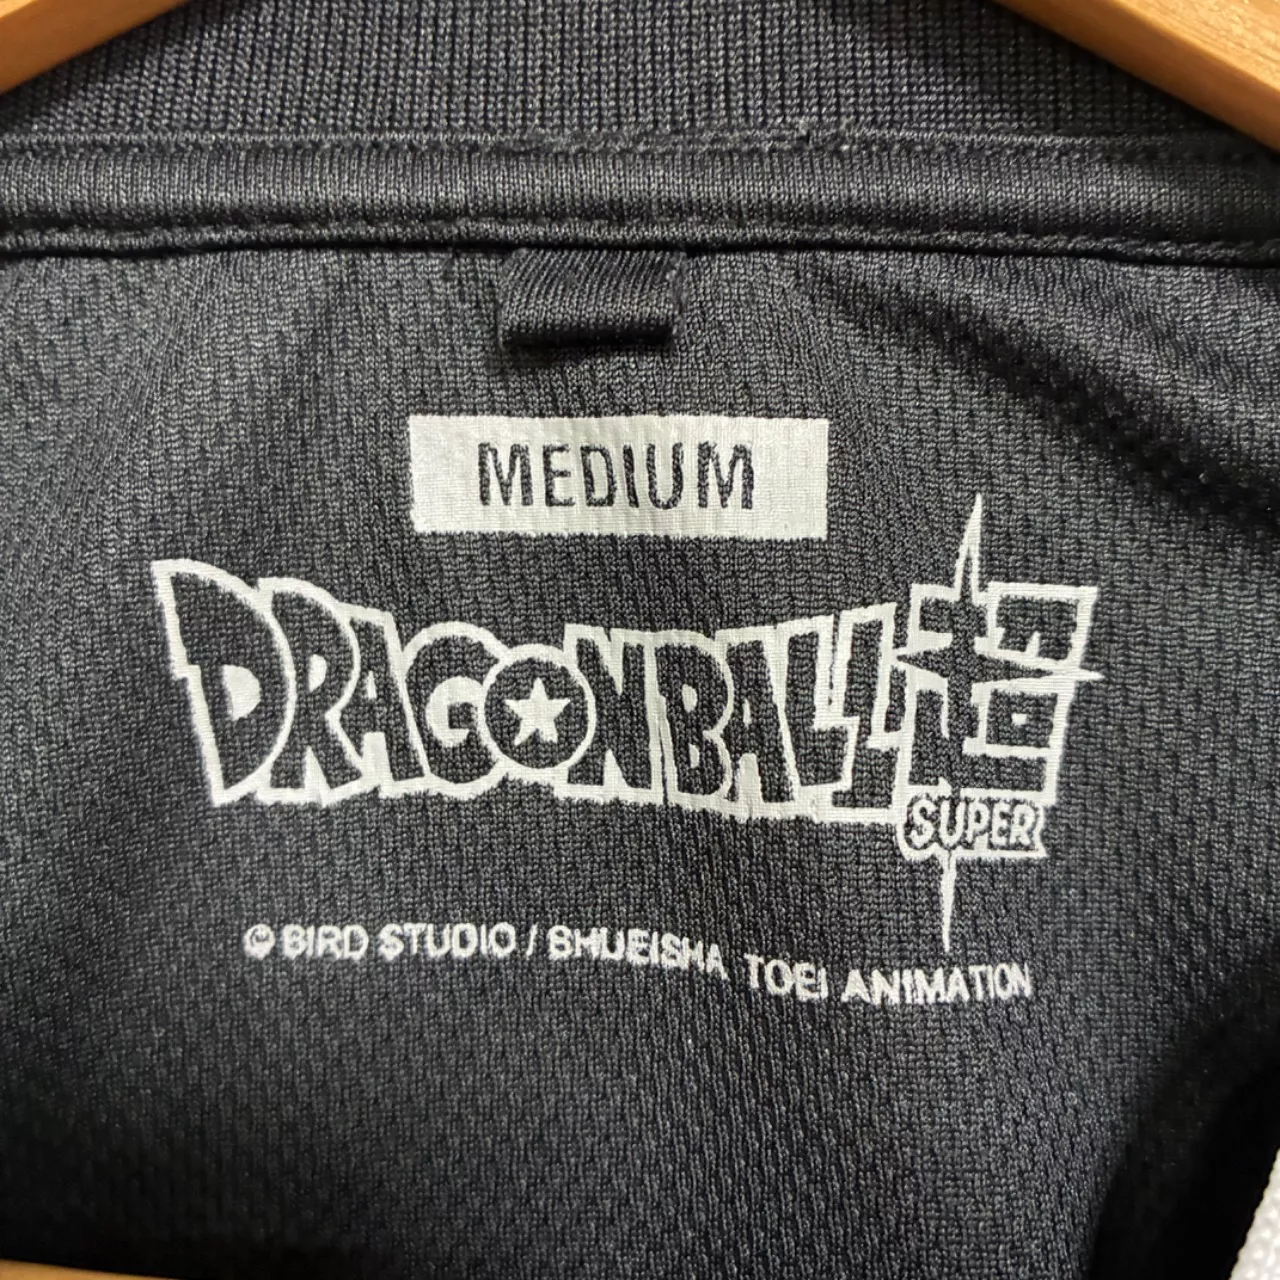 MEDIUM
DRAGONBALL超
SUPER
© BIRD STUDIO / SHUEISHA, TOEI ANIMATION